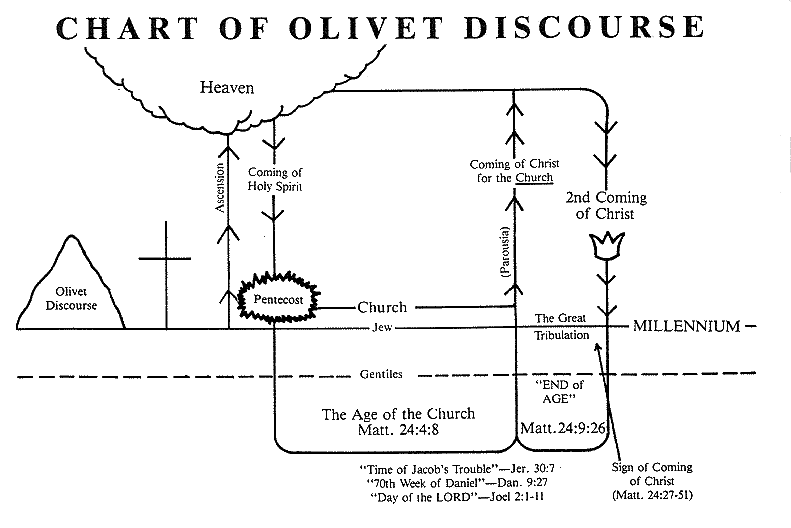 CHART OF OLIVET DISCOURSE
Heaven
Ascension
Coming of
Holy Spirit
Coming of Christ
for the Church
(Parousia)
2nd Coming
of Christ
Olivet
Discourse
Pentecost
Church
Jew
The Great
Tribulation
MILLENNIUM
Gentiles
"END of
AGE"
The Age of the Church
Matt. 24:4:8
Matt. 24:9:26
"Time of Jacob's Trouble"—Jer. 30:7
"70th Week of Daniel"—Dan. 9:27
"Day of the LORD"—Joel 2:1-11
Sign of Coming
of Christ
(Matt. 24:27-51)